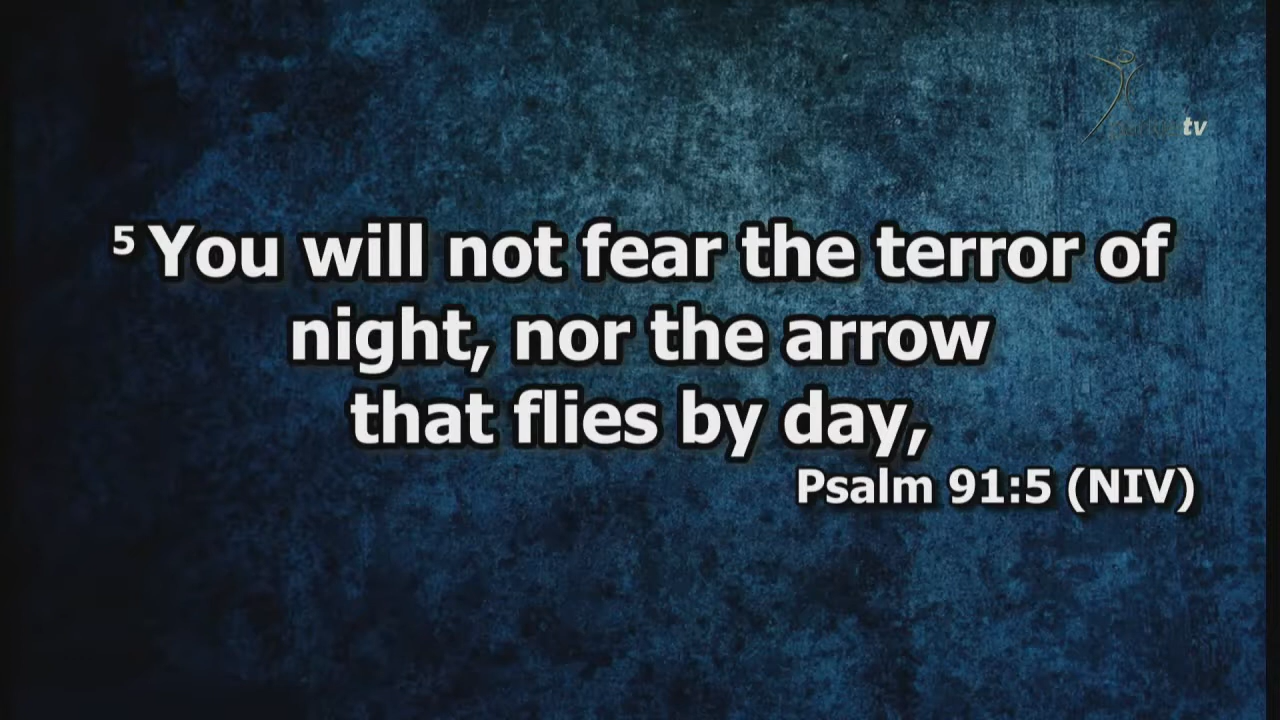 tv
5 You will not fear the terror of
night, nor the arrow
that flies by day,
Psalm 91:5 (NIV)